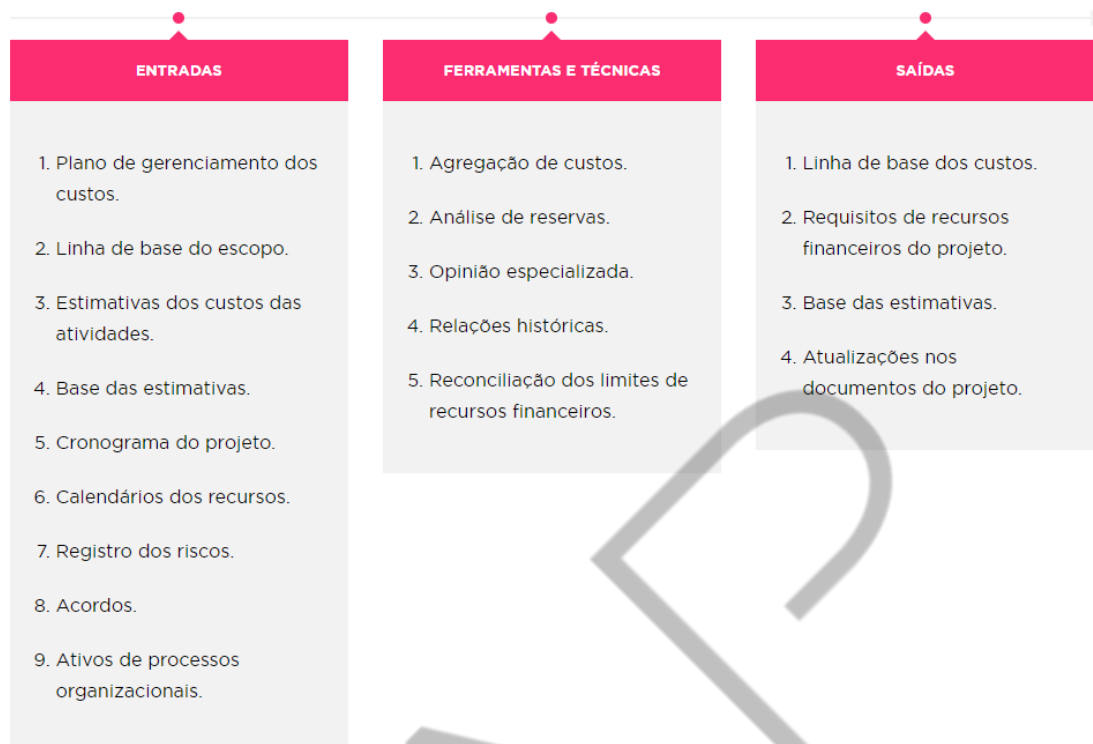 ENTRADAS
1. Plano de gerenciamento dos
custos.
2. Linha de base do escopo.
3. Estimativas dos custos das
atividades.
4. Base das estimativas.
5. Cronograma do projeto.
6. Calendários dos recursos.
7. Registro dos riscos.
8. Acordos.
9. Ativos de processos
organizacionais.
FERRAMENTAS E TÉCNICAS
1. Agregação de custos.
2. Análise de reservas.
3. Opinião especializada.
4. Relações históricas.
5. Reconciliação dos limites de
recursos financeiros.
SAÍDAS
1. Linha de base dos custos.
2. Requisitos de recursos
financeiros do projeto.
3. Base das estimativas.
4. Atualizações nos
documentos do projeto.